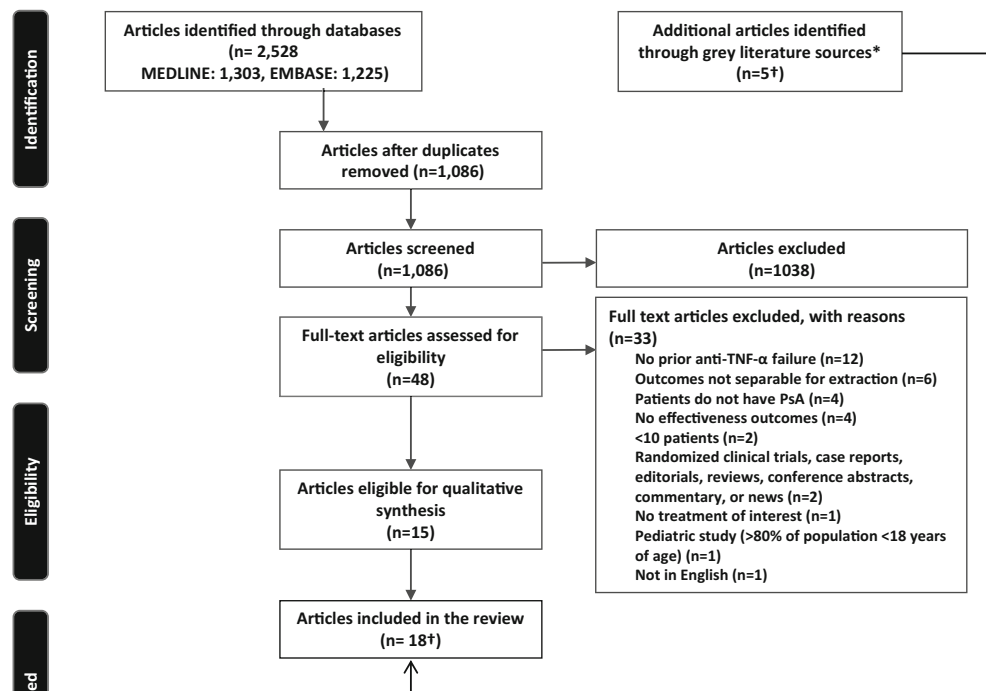 Identification
Articles identified through databases
(n= 2,528
MEDLINE: 1,303, EMBASE: 1,225)
Additional articles identified
through grey literature sources*
(n=5†)
Articles after duplicates
removed (n=1,086)
Screening
Articles screened
(n=1,086)
Articles excluded
(n=1038)
Full-text articles assessed for
eligibility
(n=48)
Full text articles excluded, with reasons
(n=33)
No prior anti-TNF-α failure (n=12)
Outcomes not separable for extraction (n=6)
Patients do not have PsA (n=4)
No effectiveness outcomes (n=4)
<10 patients (n=2)
Randomized clinical trials, case reports,
editorials, reviews, conference abstracts,
commentary, or news (n=2)
No treatment of interest (n=1)
Pediatric study (>80% of population <18 years
of age) (n=1)
Not in English (n=1)
Eligibility
Articles eligible for qualitative
synthesis
(n=15)
Articles included in the review
(n= 18†)